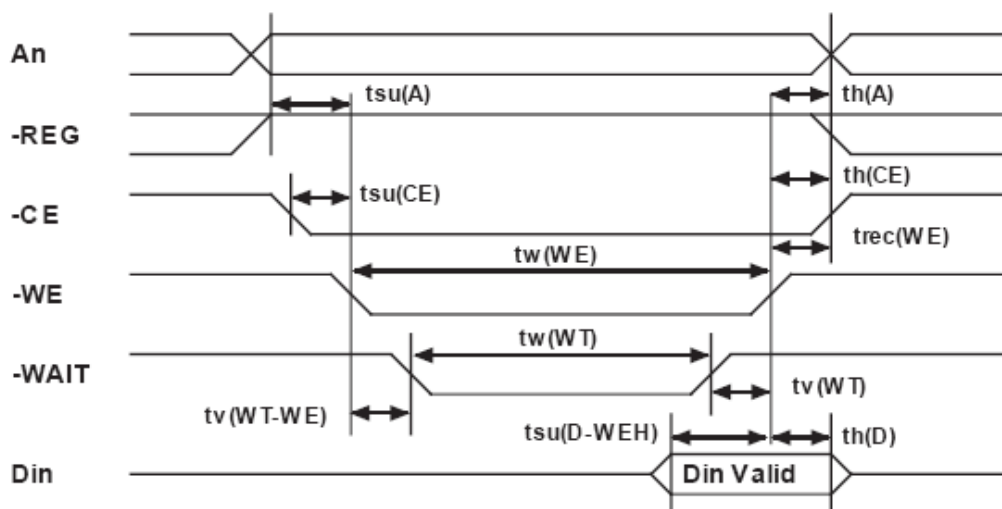 An
tsu(A)
th(A)
-REG
tsu(CE)
th(CE)
-CE
trec(WE)
tw(WE)
-WE
tw(WT)
-WAIT
tv(WT)
tv(WT-WE)
tsu(D-WEH)
th(D)
Din
Din Valid